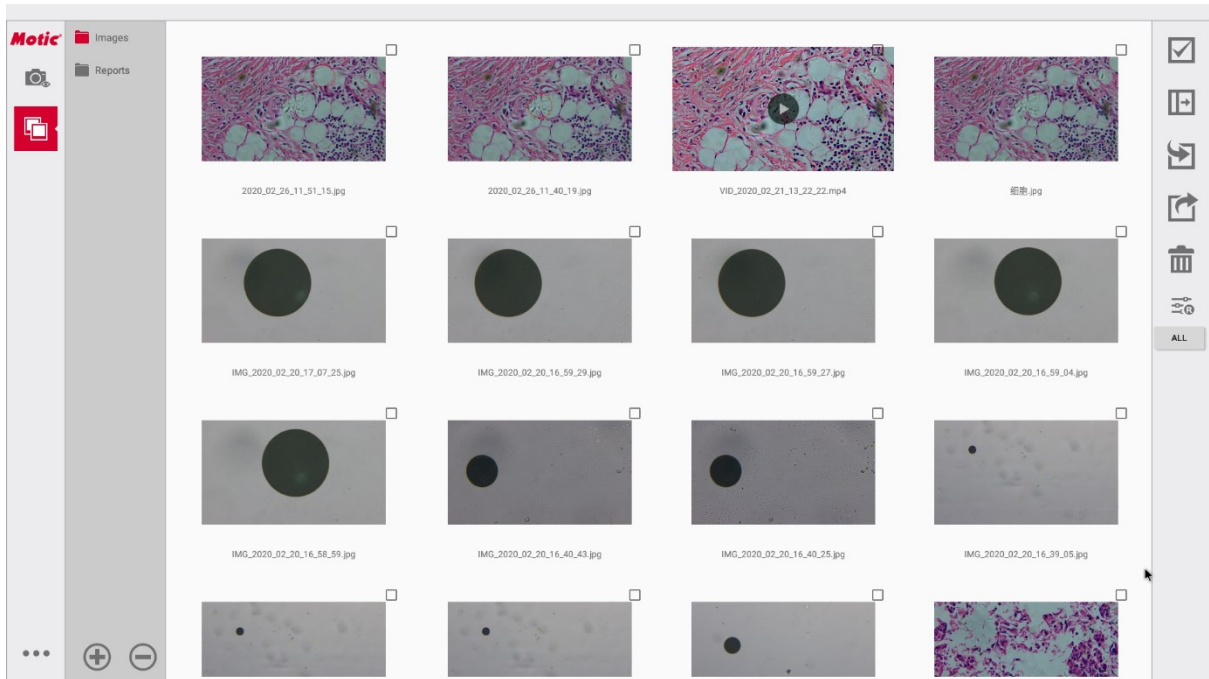 Motic
Images
Reports
2020_02_26_11_51_15.jpg
2020_02_26_11_40_19.jpg
VID_2020_02_21_13_22_22.mp4
细胞.jpg
IMG_2020_02_20_17_07_25.jpg
IMG_2020_02_20_16_59_29.jpg
IMG_2020_02_20_16_59_27.jpg
IMG_2020_02_20_16_59_04.jpg
R
ALL
IMG_2020_02_20_16_58_59.jpg
IMG_2020_02_20_16_40_43.jpg
IMG_2020_02_20_16_40_25.jpg
IMG_2020_02_20_16_39_05.jpg